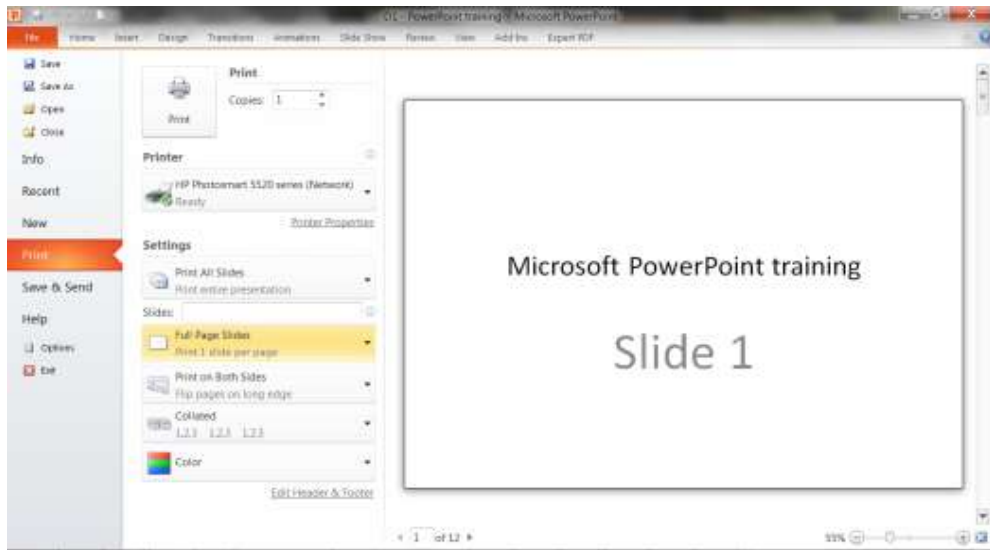 01 - PowerPoint training - Microsoft PowerPoint
File Home Insert Design Transitions Animations Slide Show Review View Add-Ins Expert PDF
Save
Save As
Open
Close
Info
Recent
New
Print
Save & Send
Help
Options
Exit
Print
Copies: 1
Print
Printer
HP Photosmart 5520 series (Network)
Ready
Printer Properties
Settings
Print All Slides
Print entire presentation
Slides:
Full Page Slides
Print 1 slide per page
Print on Both Sides
Flip pages on long edge
Collated
1,2,3 1,2,3 1,2,3
Color
Edit Header & Footer
Microsoft PowerPoint training
Slide 1
1 of 12
55%